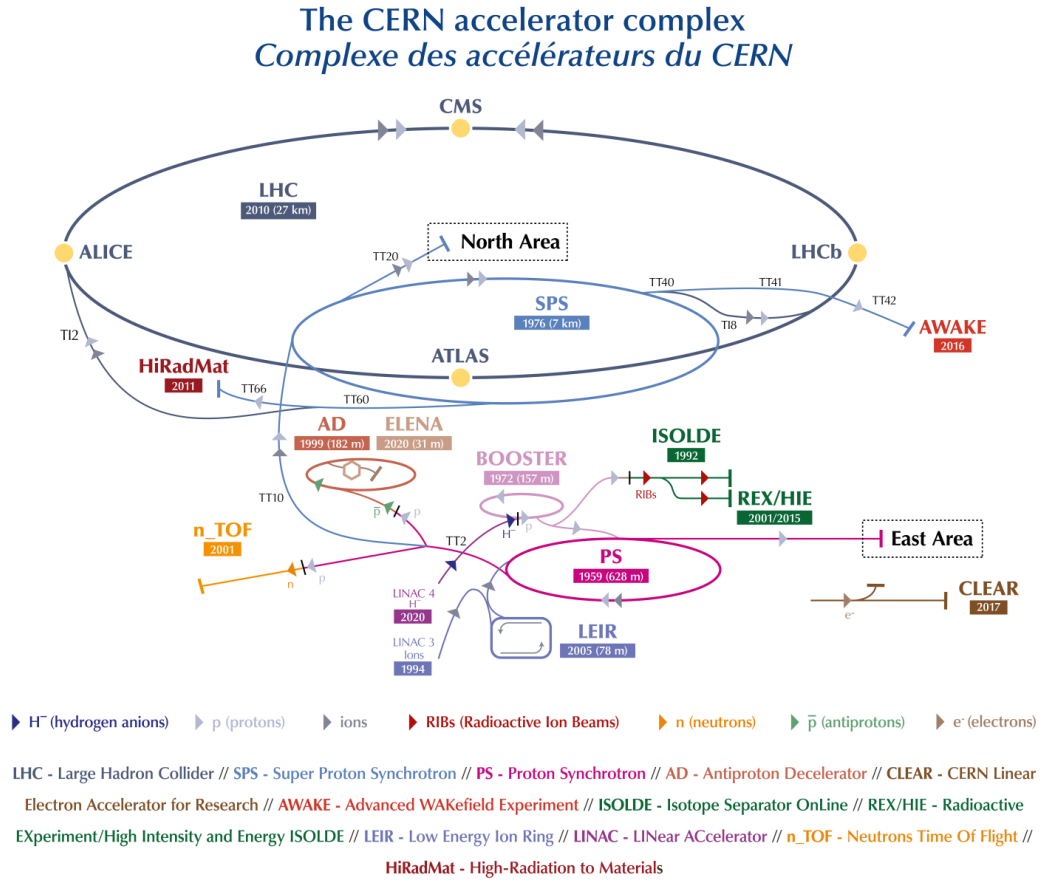 The CERN accelerator complex
Complexe des accélérateurs du CERN
CMS
LHC
2010 (27 km)
North Area
TT20
ALICE
LHCb
TT40
TT41
TT42
SPS
1976 (7 km)
TI8
AWAKE
2016
TI2
ATLAS
HiRadMat
2011
TT66
TT60
AD
1999 (182 m)
ELENA
2020 (31 m)
ISOLDE
1992
BOOSTER
1972 (157 m)
RIBs
REX/HIE
2001/2015
TT10
p̅
p
n_TOF
2001
H⁻
p
TT2
East Area
PS
1959 (628 m)
n
p
LINAC 4
H⁻
2020
CLEAR
2017
e⁻
LINAC 3
Ions
1994
LEIR
2005 (78 m)
H⁻ (hydrogen anions)
p (protons)
ions
RIBs (Radioactive Ion Beams)
n (neutrons)
p̅ (antiprotons)
e⁻ (electrons)
LHC - Large Hadron Collider // SPS - Super Proton Synchrotron // PS - Proton Synchrotron // AD - Antiproton Decelerator // CLEAR - CERN Linear
Electron Accelerator for Research // AWAKE - Advanced WAKefield Experiment // ISOLDE - Isotope Separator OnLine // REX/HIE - Radioactive
EXperiment/High Intensity and Energy ISOLDE // LEIR - Low Energy Ion Ring // LINAC - LINear ACcelerator // n_TOF - Neutrons Time Of Flight //
HiRadMat - High-Radiation to Materials